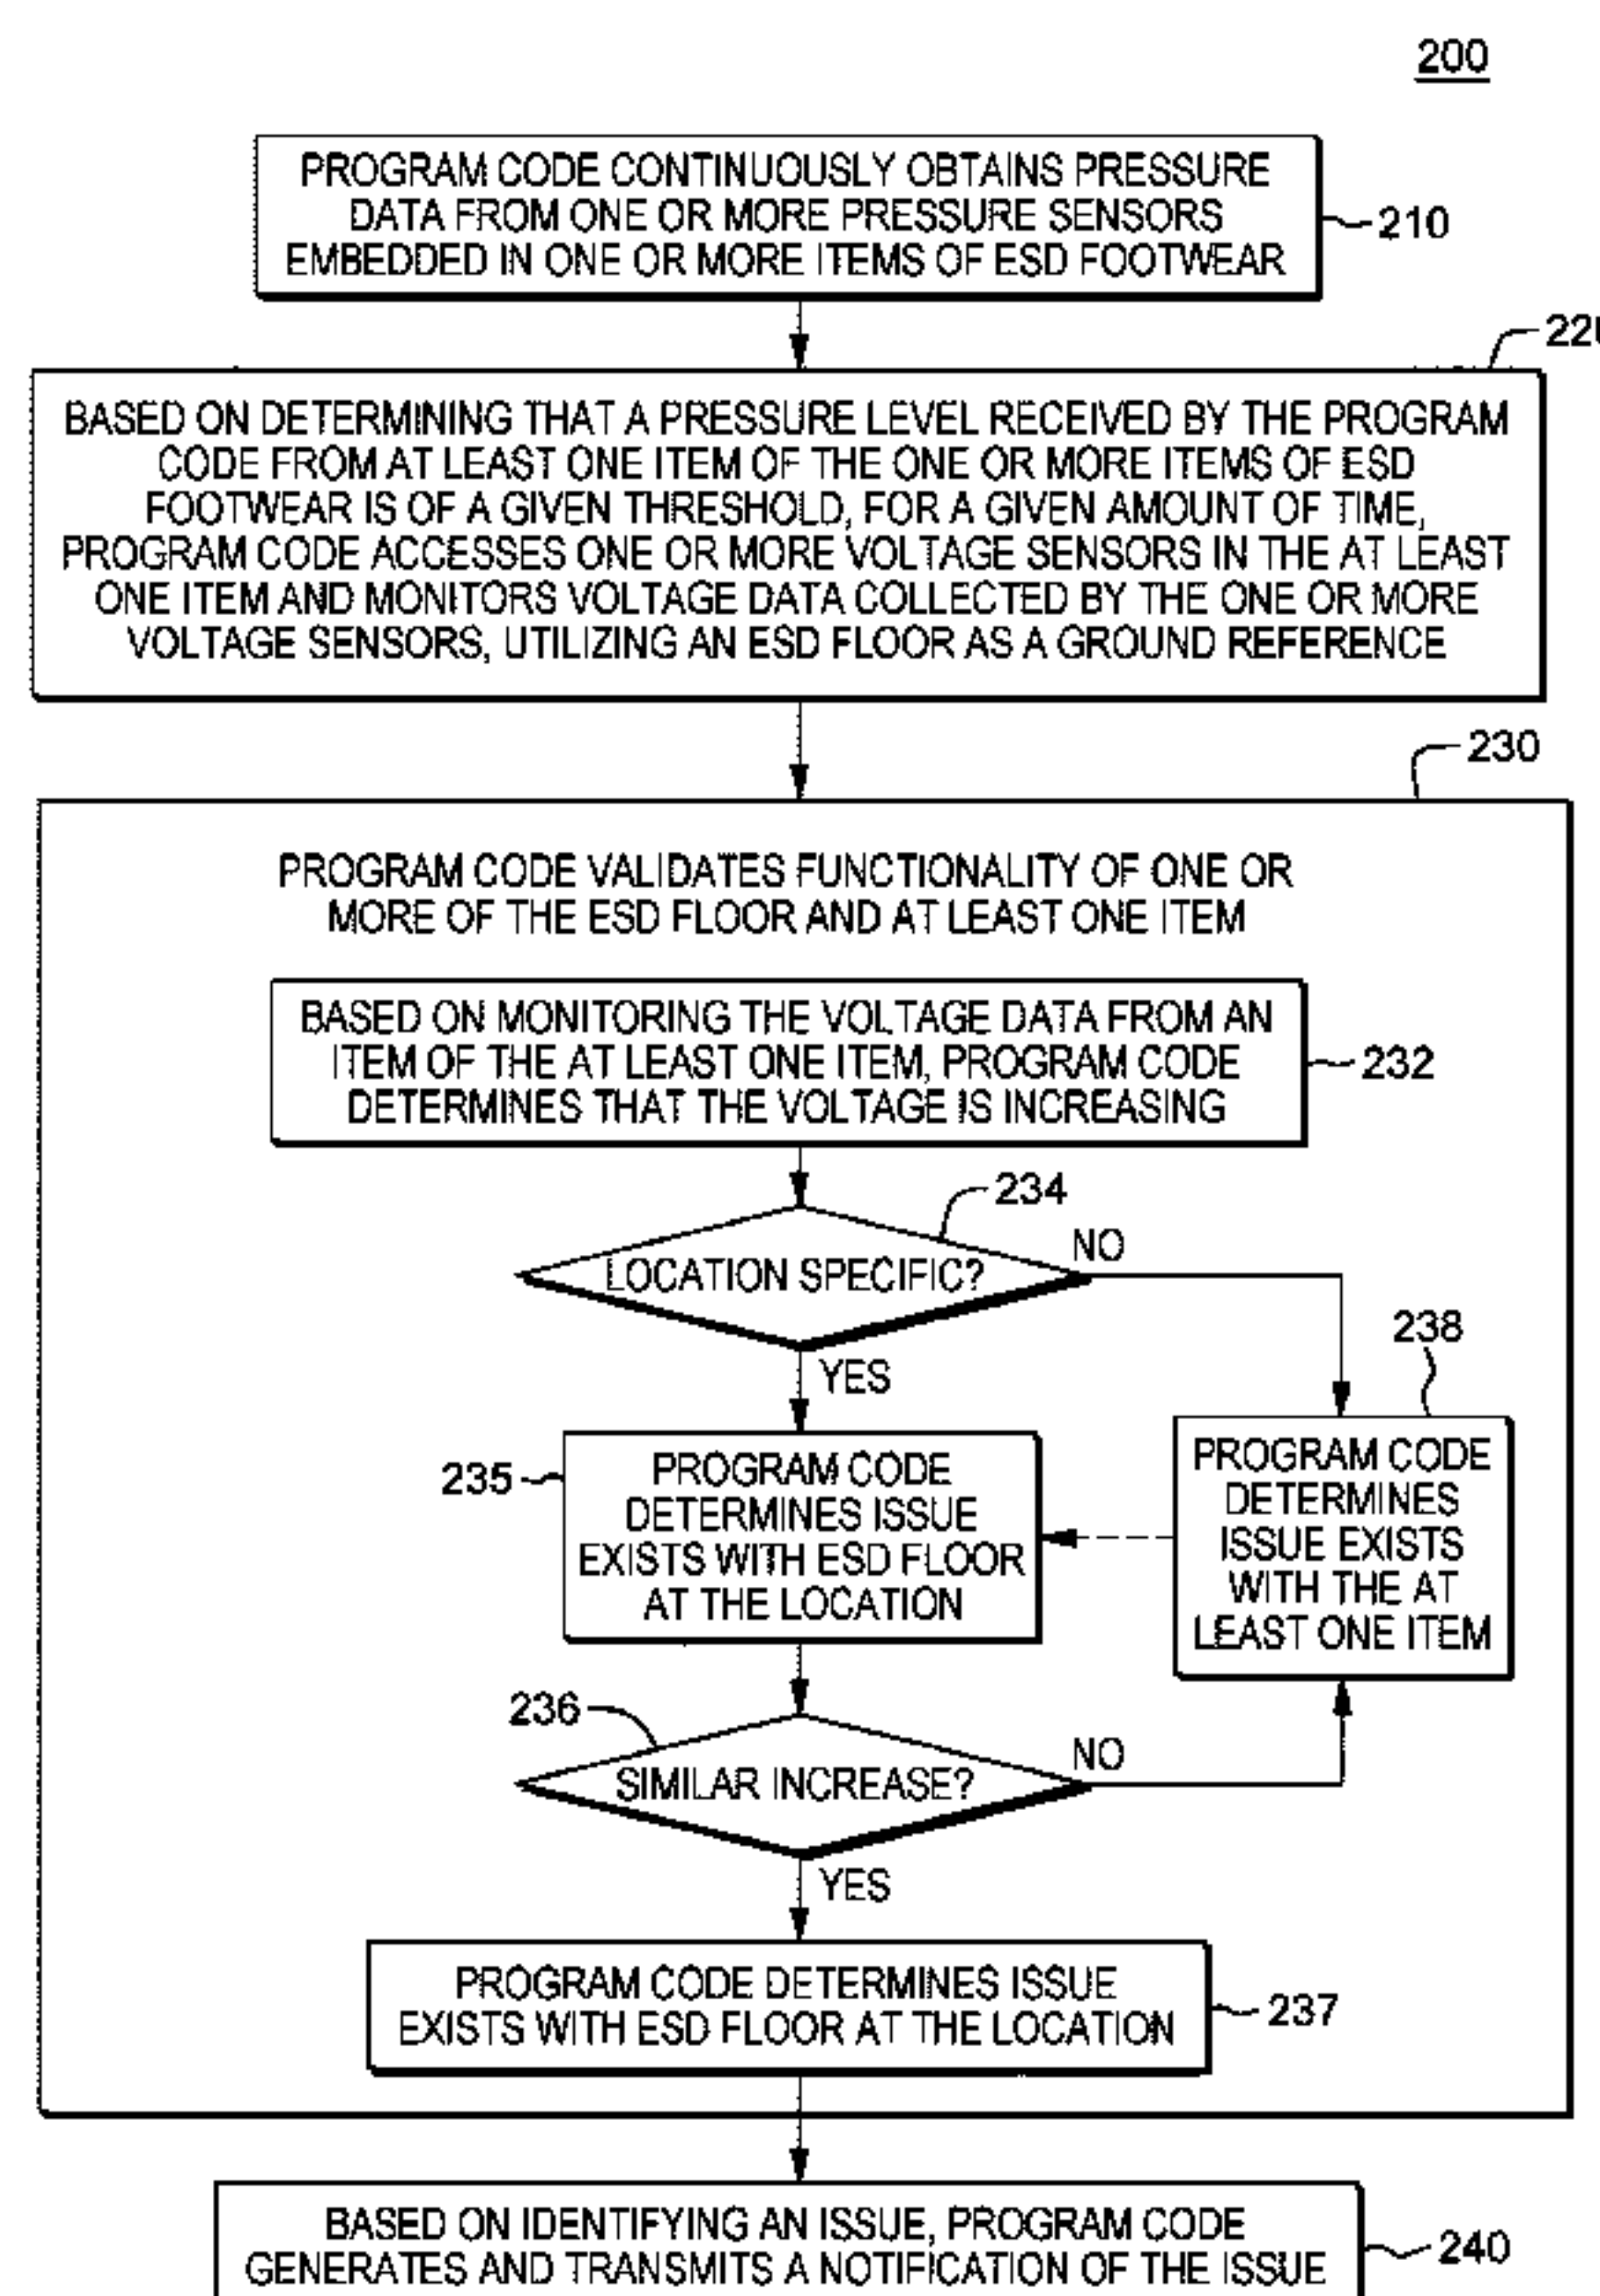 200
PROGRAM CODE CONTINUOUSLY OBTAINS PRESSURE
DATA FROM ONE OR MORE PRESSURE SENSORS
EMBEDDED IN ONE OR MORE ITEMS OF ESD FOOTWEAR
210
BASED ON DETERMINING THAT A PRESSURE LEVEL RECEIVED BY THE PROGRAM
CODE FROM AT LEAST ONE ITEM OF THE ONE OR MORE ITEMS OF ESD
FOOTWEAR IS OF A GIVEN THRESHOLD, FOR A GIVEN AMOUNT OF TIME,
PROGRAM CODE ACCESSES ONE OR MORE VOLTAGE SENSORS IN THE AT LEAST
ONE ITEM AND MONITORS VOLTAGE DATA COLLECTED BY THE ONE OR MORE
VOLTAGE SENSORS, UTILIZING AN ESD FLOOR AS A GROUND REFERENCE
230
PROGRAM CODE VALIDATES FUNCTIONALITY OF ONE OR
MORE OF THE ESD FLOOR AND AT LEAST ONE ITEM
BASED ON MONITORING THE VOLTAGE DATA FROM AN
ITEM OF THE AT LEAST ONE ITEM, PROGRAM CODE
DETERMINES THAT THE VOLTAGE IS INCREASING
232
234
LOCATION SPECIFIC?
NO
YES
238
235
PROGRAM CODE
DETERMINES ISSUE
EXISTS WITH ESD FLOOR
AT THE LOCATION
PROGRAM CODE
DETERMINES
ISSUE EXISTS
WITH THE AT
LEAST ONE ITEM
236
SIMILAR INCREASE?
NO
YES
PROGRAM CODE DETERMINES ISSUE
EXISTS WITH ESD FLOOR AT THE LOCATION
237
BASED ON IDENTIFYING AN ISSUE, PROGRAM CODE
GENERATES AND TRANSMITS A NOTIFICATION OF THE ISSUE
240